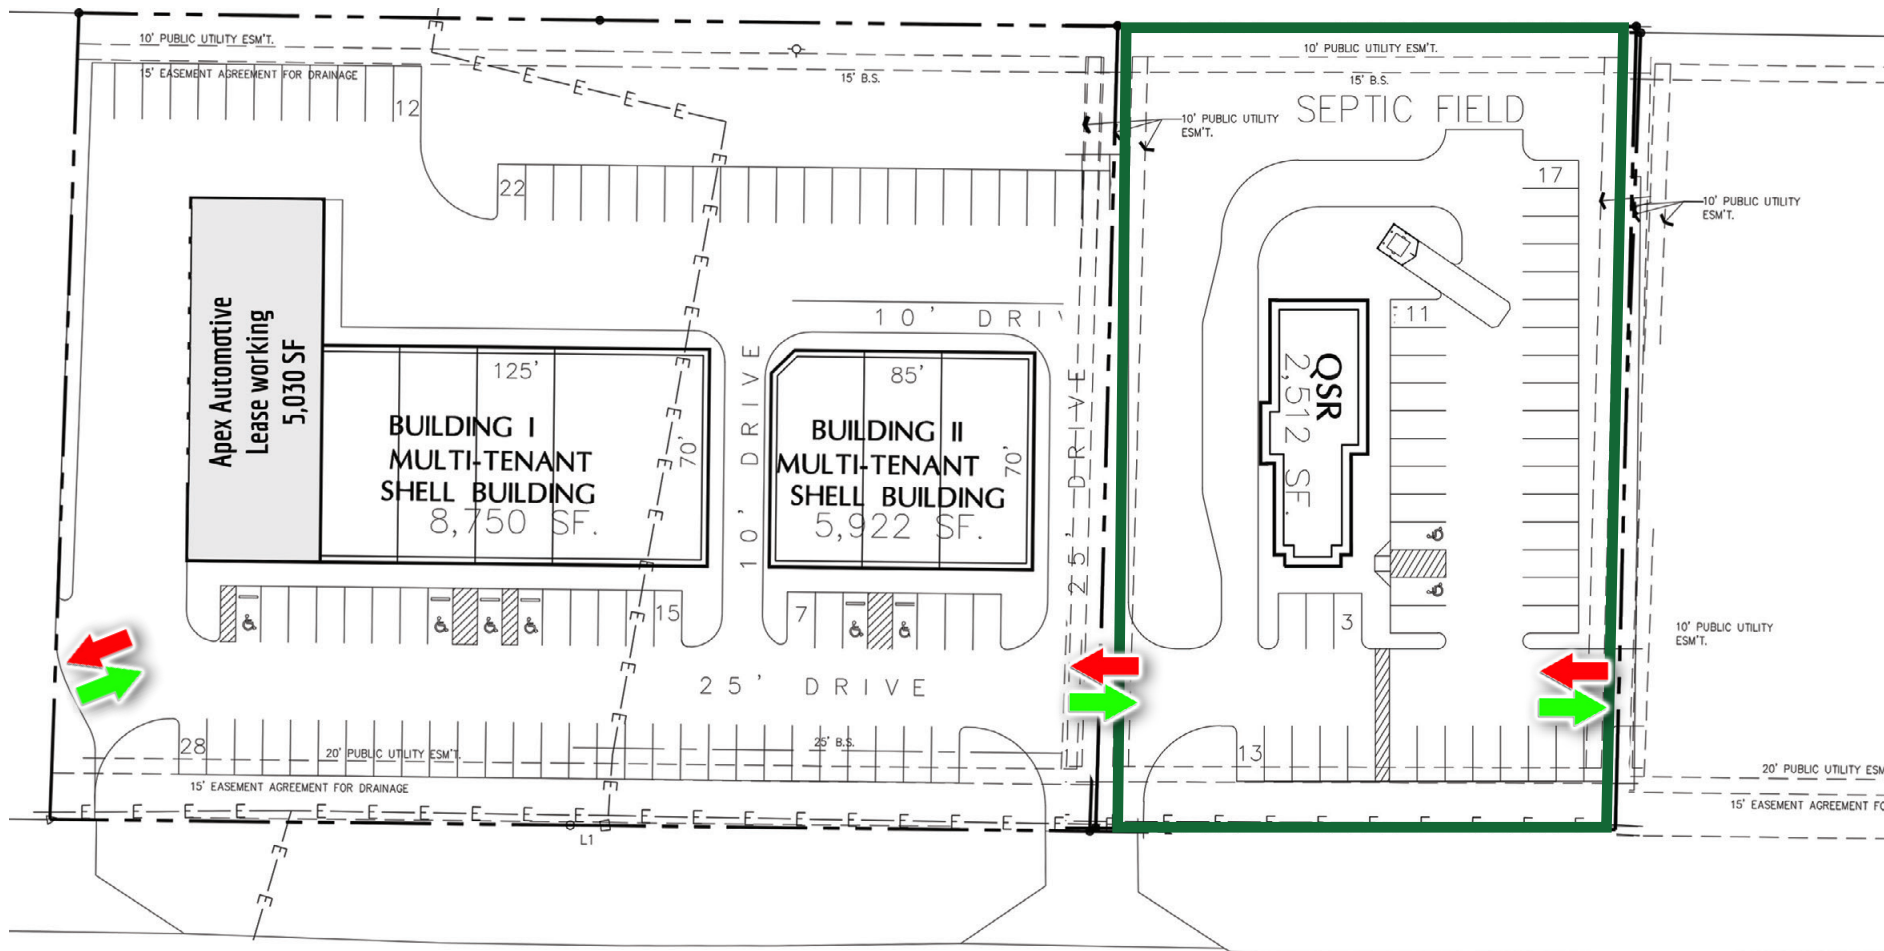 10' PUBLIC UTILITY ESM'T.
15' EASEMENT AGREEMENT FOR DRAINAGE
15' B.S.
12
22
Apex Automotive
Lease working
5,030 SF
125'
BUILDING I
MULTI-TENANT
SHELL BUILDING
8,750 SF.
70'
10' DRIVE
10' DRIV
85'
BUILDING II
MULTI-TENANT
SHELL BUILDING
5,922 SF.
70'
25' DRIVE
15
7
25' DRIVE
28
20' PUBLIC UTILITY ESM'T.
25' B.S.
15' EASEMENT AGREEMENT FOR DRAINAGE
E E E E E
E E E E E E E E E E E E E E E E E E E E
L1
10' PUBLIC UTILITY ESM'T.
15' B.S.
SEPTIC FIELD
10' PUBLIC UTILITY
ESM'T.
17
11
QSR
2,512 SF.
3
13
10' PUBLIC UTILITY
ESM'T.
10' PUBLIC UTILITY
ESM'T.
20' PUBLIC UTILITY ESM
15' EASEMENT AGREEMENT FO